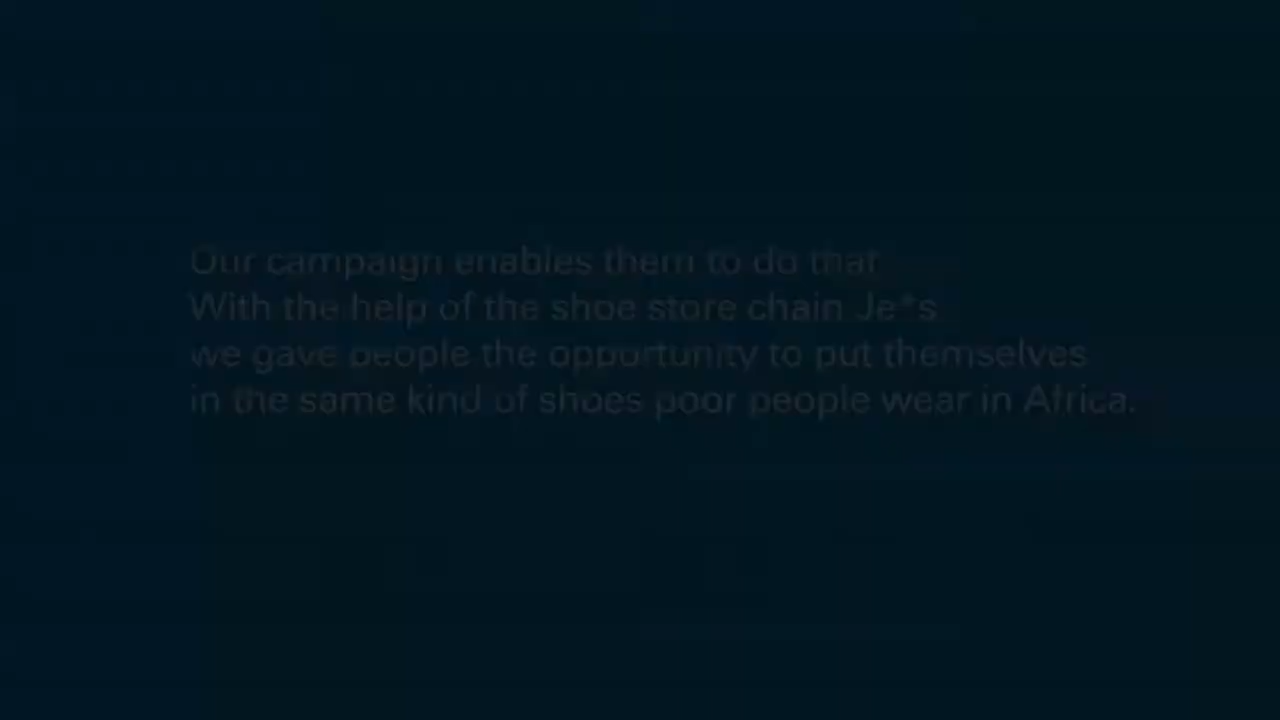 Our campaign enables them to do that
With the help of the shoe store chain Je*s
we gave people the opportunity to put themselves
in the same kind of shoes poor people wear in Africa.